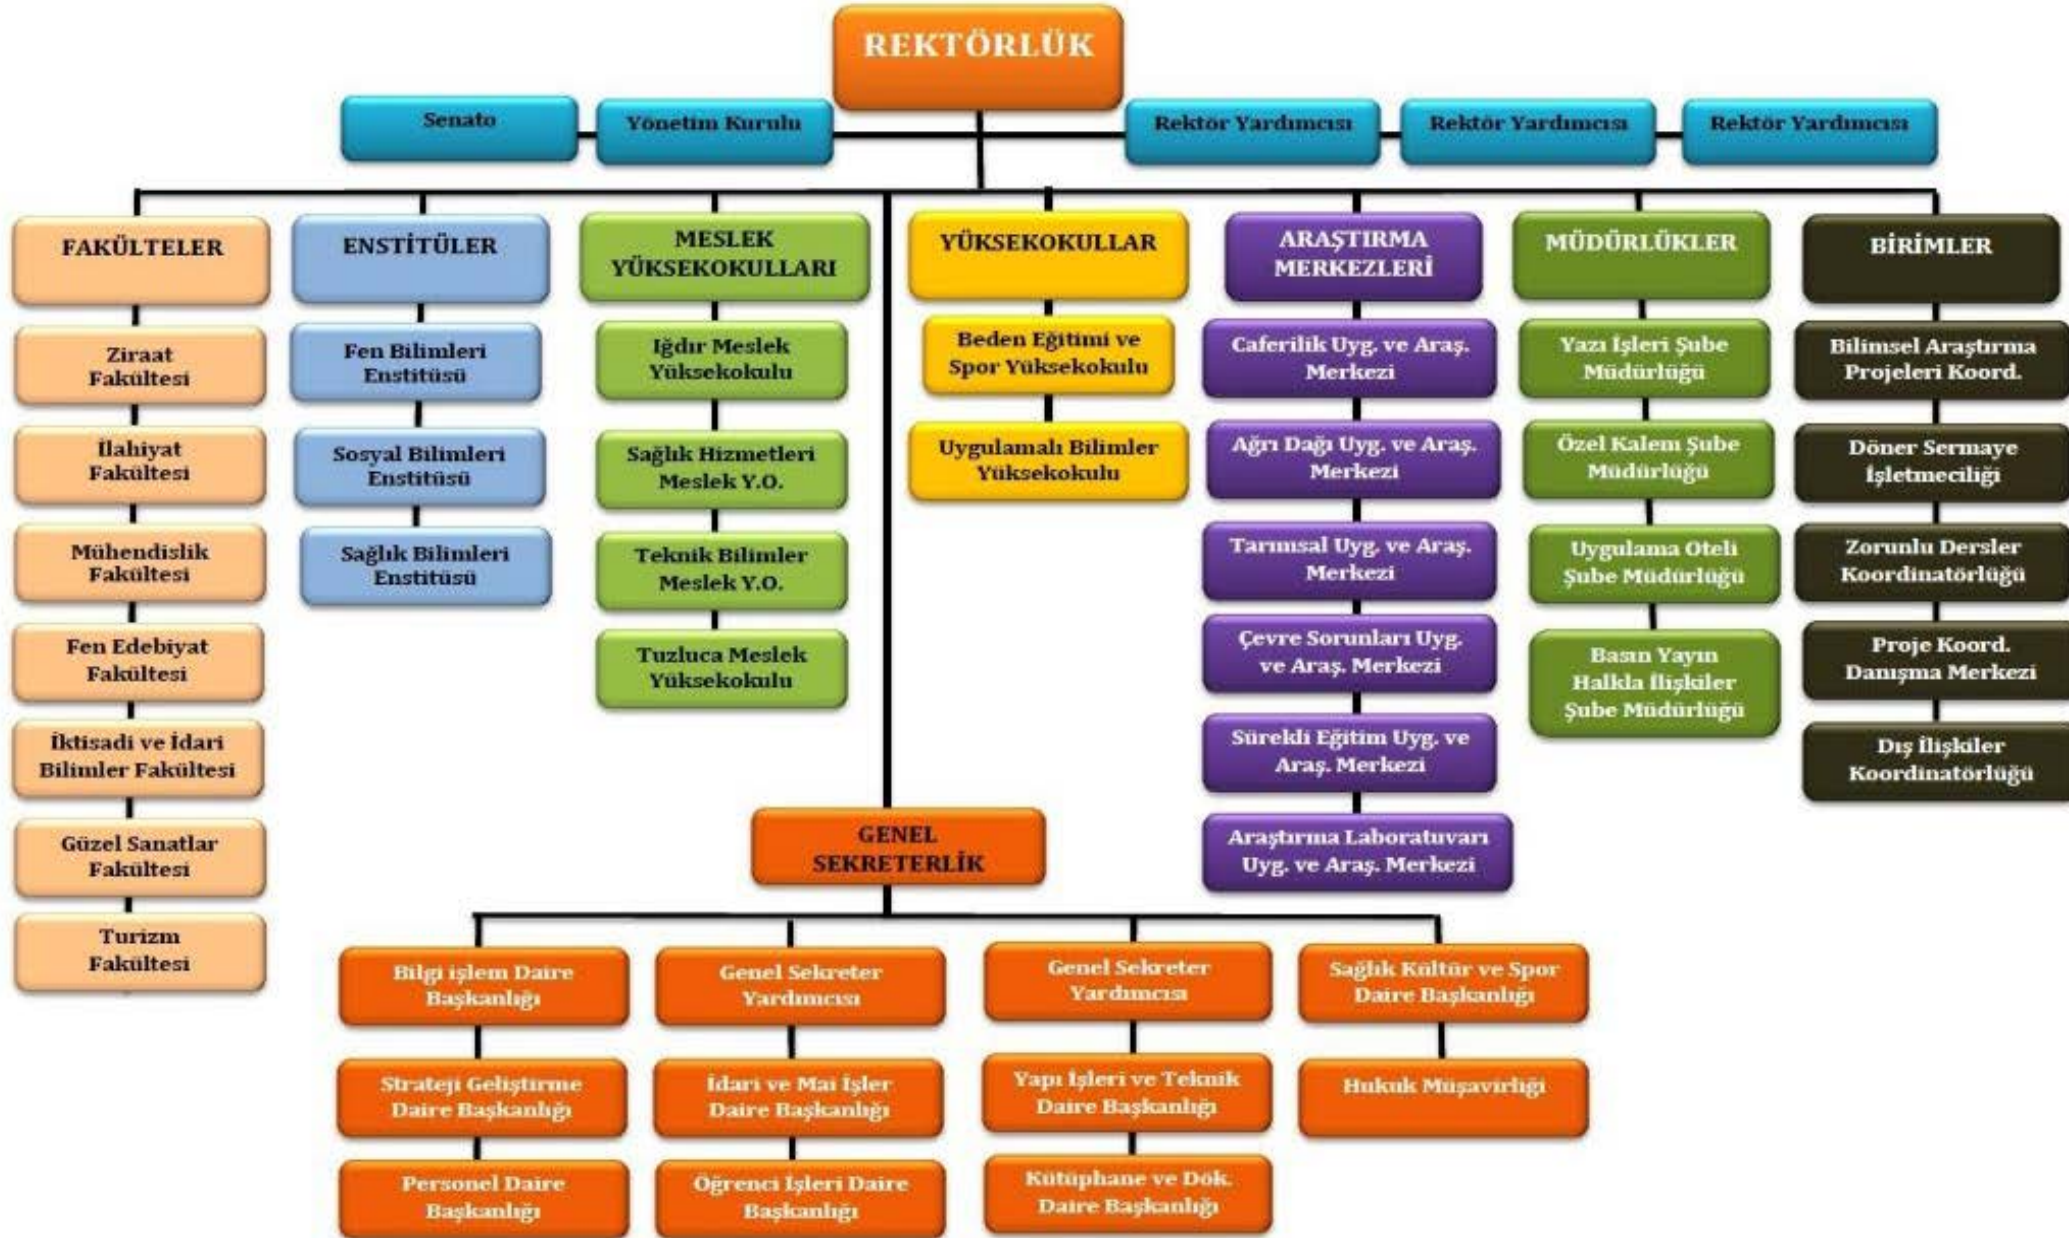 REKTÖRLÜK
Senato
Yönetim Kurulu
Rektör Yardımcısı
Rektör Yardımcısı
Rektör Yardımcısı
FAKÜLTELER
Ziraat
Fakültesi
İlahiyat
Fakültesi
Mühendislik
Fakültesi
Fen Edebiyat
Fakültesi
İktisadi ve İdari
Bilimler Fakültesi
Güzel Sanatlar
Fakültesi
Turizm
Fakültesi
ENSTİTÜLER
Fen Bilimleri
Enstitüsü
Sosyal Bilimleri
Enstitüsü
Sağlık Bilimleri
Enstitüsü
MESLEK
YÜKSEKOKULLARI
Iğdır Meslek
Yüksekokulu
Sağlık Hizmetleri
Meslek Y.O.
Teknik Bilimler
Meslek Y.O.
Tuzluca Meslek
Yüksekokulu
YÜKSEKOKULLAR
Beden Eğitimi ve
Spor Yüksekokulu
Uygulamalı Bilimler
Yüksekokulu
ARAŞTIRMA
MERKEZLERİ
Caferilik Uyg. ve Araş.
Merkezi
Ağrı Dağı Uyg. ve Araş.
Merkezi
Tarımsal Uyg. ve Araş.
Merkezi
Çevre Sorunları Uyg.
ve Araş. Merkezi
Sürekli Eğitim Uyg. ve
Araş. Merkezi
Araştırma Laboratuvarı
Uyg. ve Araş. Merkezi
MÜDÜRLÜKLER
Yazı İşleri Şube
Müdürlüğü
Özel Kalem Şube
Müdürlüğü
Uygulama Oteli
Şube Müdürlüğü
Basın Yayın
Halkla İlişkiler
Şube Müdürlüğü
BİRİMLER
Bilimsel Araştırma
Projeleri Koord.
Döner Sermaye
İşletmeciliği
Zorunlu Dersler
Koordinatörlüğü
Proje Koord.
Danışma Merkezi
Dış İlişkiler
Koordinatörlüğü
GENEL
SEKRETERLİK
Bilgi işlem Daire
Başkanlığı
Strateji Geliştirme
Daire Başkanlığı
Personel Daire
Başkanlığı
Genel Sekreter
Yardımcısı
İdari ve Mai İşler
Daire Başkanlığı
Öğrenci İşleri Daire
Başkanlığı
Genel Sekreter
Yardımcısı
Yapı İşleri ve Teknik
Daire Başkanlığı
Kütüphane ve Dök.
Daire Başkanlığı
Sağlık Kültür ve Spor
Daire Başkanlığı
Hukuk Müşavirliği